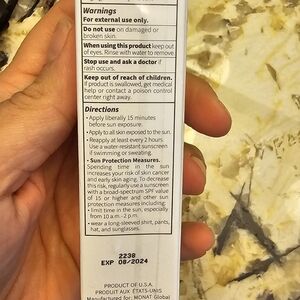 Warnings
For external use only.
Do not use on damaged or
broken skin.
When using this product keep out
of eyes. Rinse with water to remove.
Stop use and ask a doctor if
rash occurs.
Keep out of reach of children.
If product is swallowed, get medical
help or contact a poison control
center right away.
Directions
• Apply liberally 15 minutes
before sun exposure.
• Apply to all skin exposed to the sun.
• Reapply at least every 2 hours.
Use a water-resistant sunscreen
if swimming or sweating.
• Sun Protection Measures.
Spending time in the sun
increases your risk of skin cancer
and early skin aging. To decrease
this risk, regularly use a sunscreen
with a broad-spectrum SPF value
of 15 or higher and other sun
protection measures including:
• limit time in the sun, especially
from 10 a.m.- 2 p.m.
• wear a long-sleeved shirt, pants,
hat, and sunglasses.
2238
EXP 08/2024
PRODUCT OF U.S.A.
PRODUIT AUX ÉTATS-UNIS
Manufactured for: MONAT Global